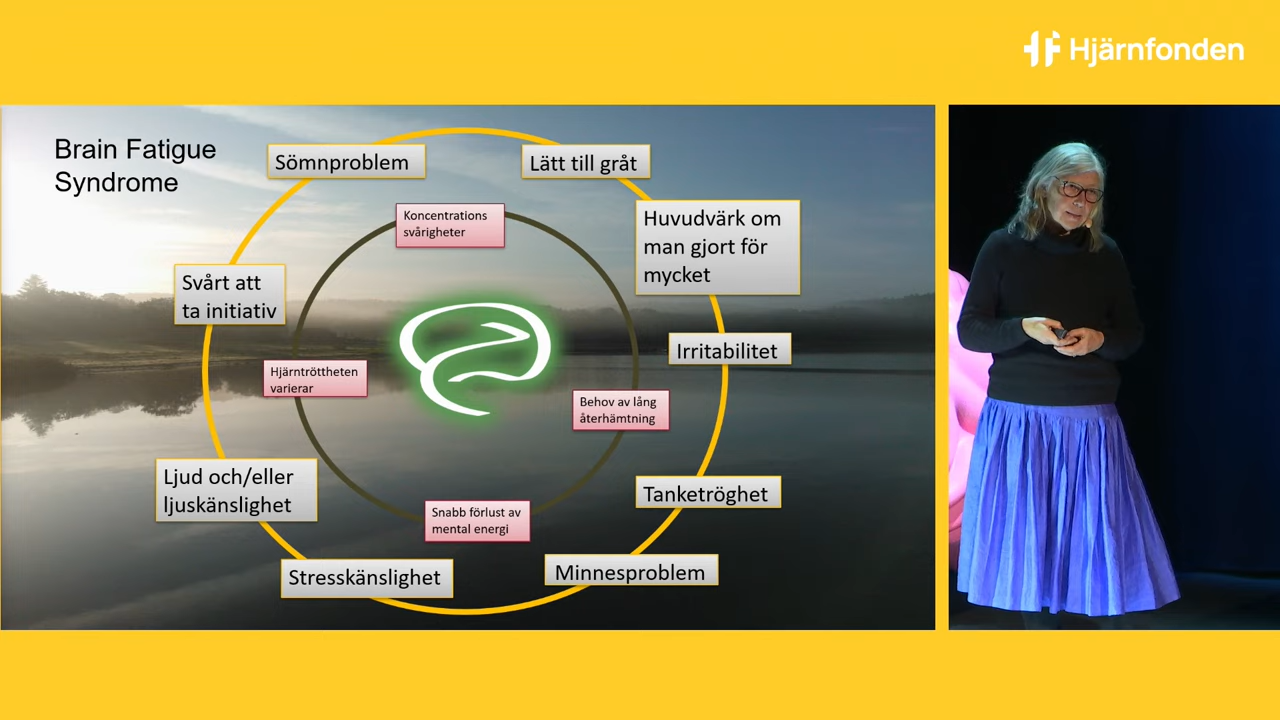 Hjärnfonden
Brain Fatigue
Syndrome
Sömnproblem
Lätt till gråt
Koncentrations
svårigheter
Huvudvärk om
man gjort för
mycket
Svårt att
ta initiativ
Irritabilitet
Hjärntröttheten
varierar
Behov av lång
återhämtning
Ljud och/eller
ljuskänslighet
Tanketröghet
Snabb förlust av
mental energi
Stresskänslighet
Minnesproblem